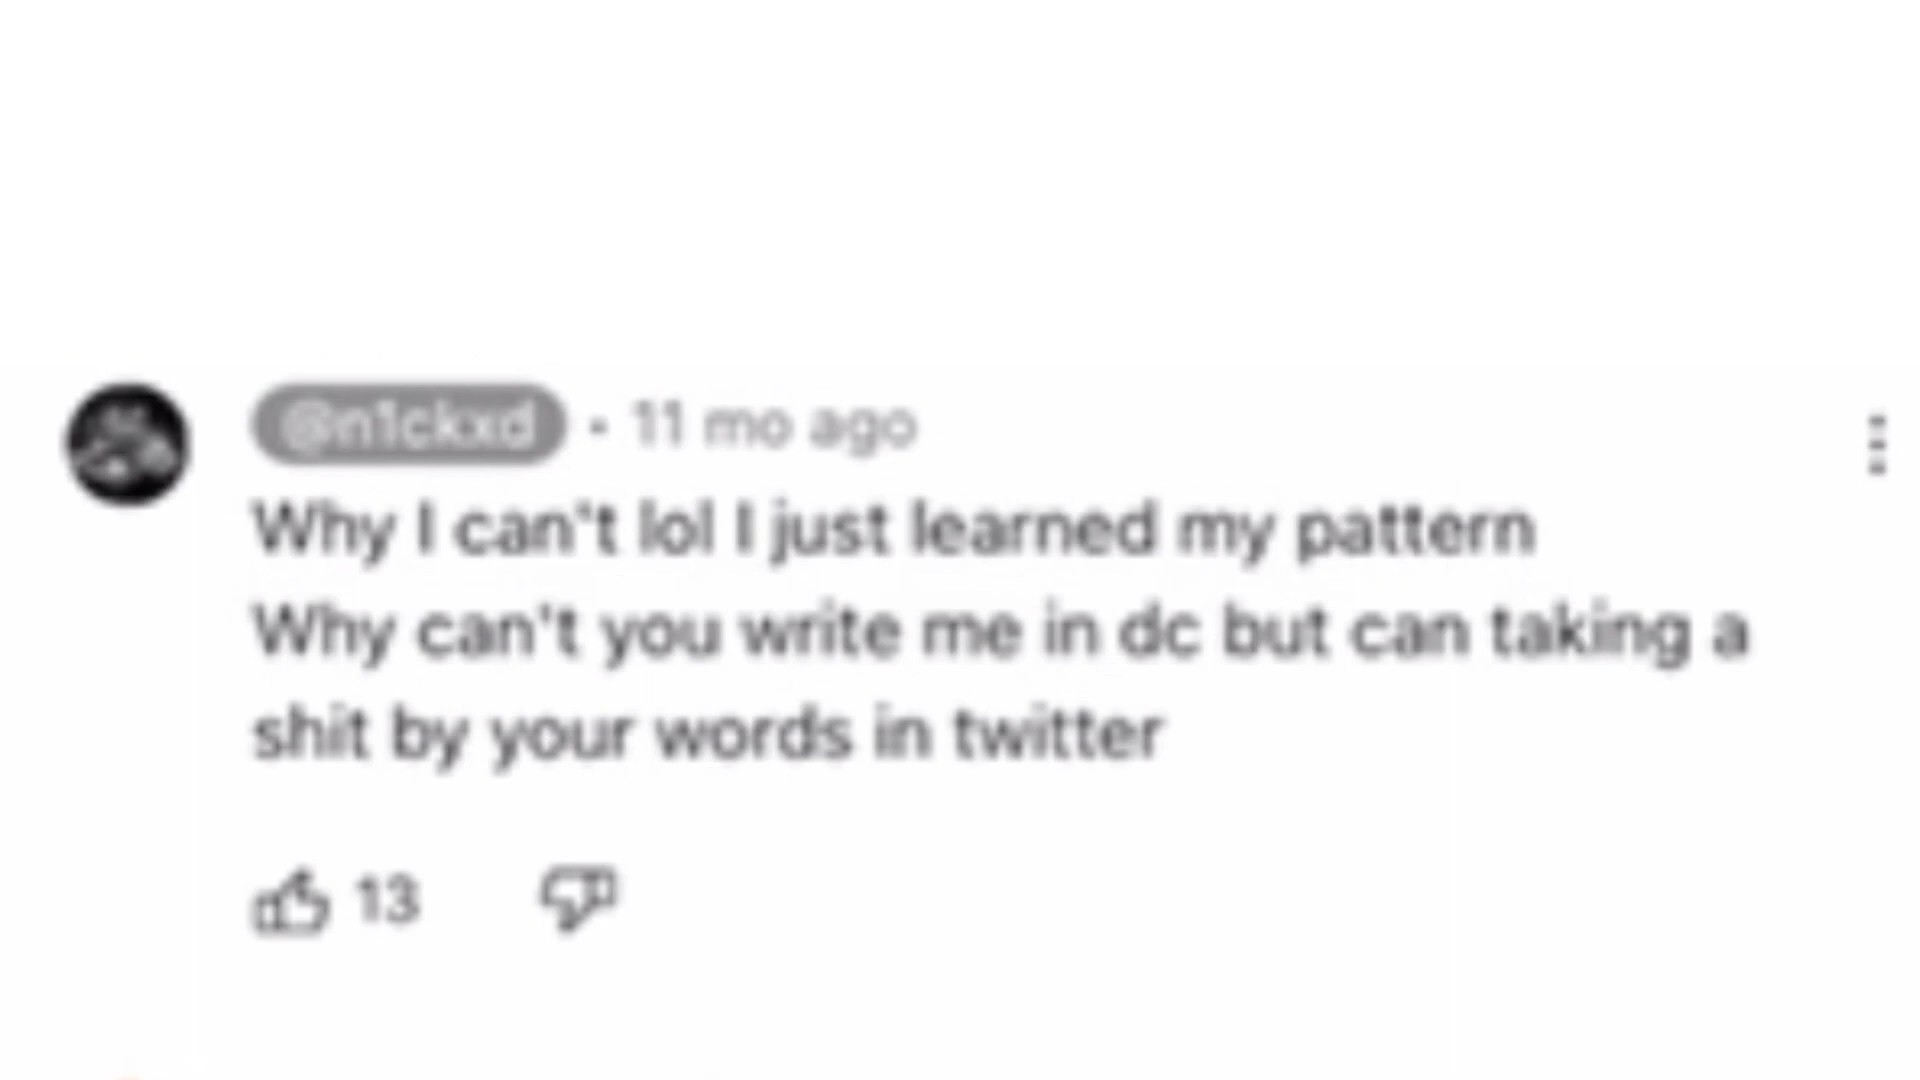 @n1ckxd • 11 mo ago
Why I can't lol I just learned my pattern
Why can't you write me in dc but can taking a
shit by your words in twitter
13